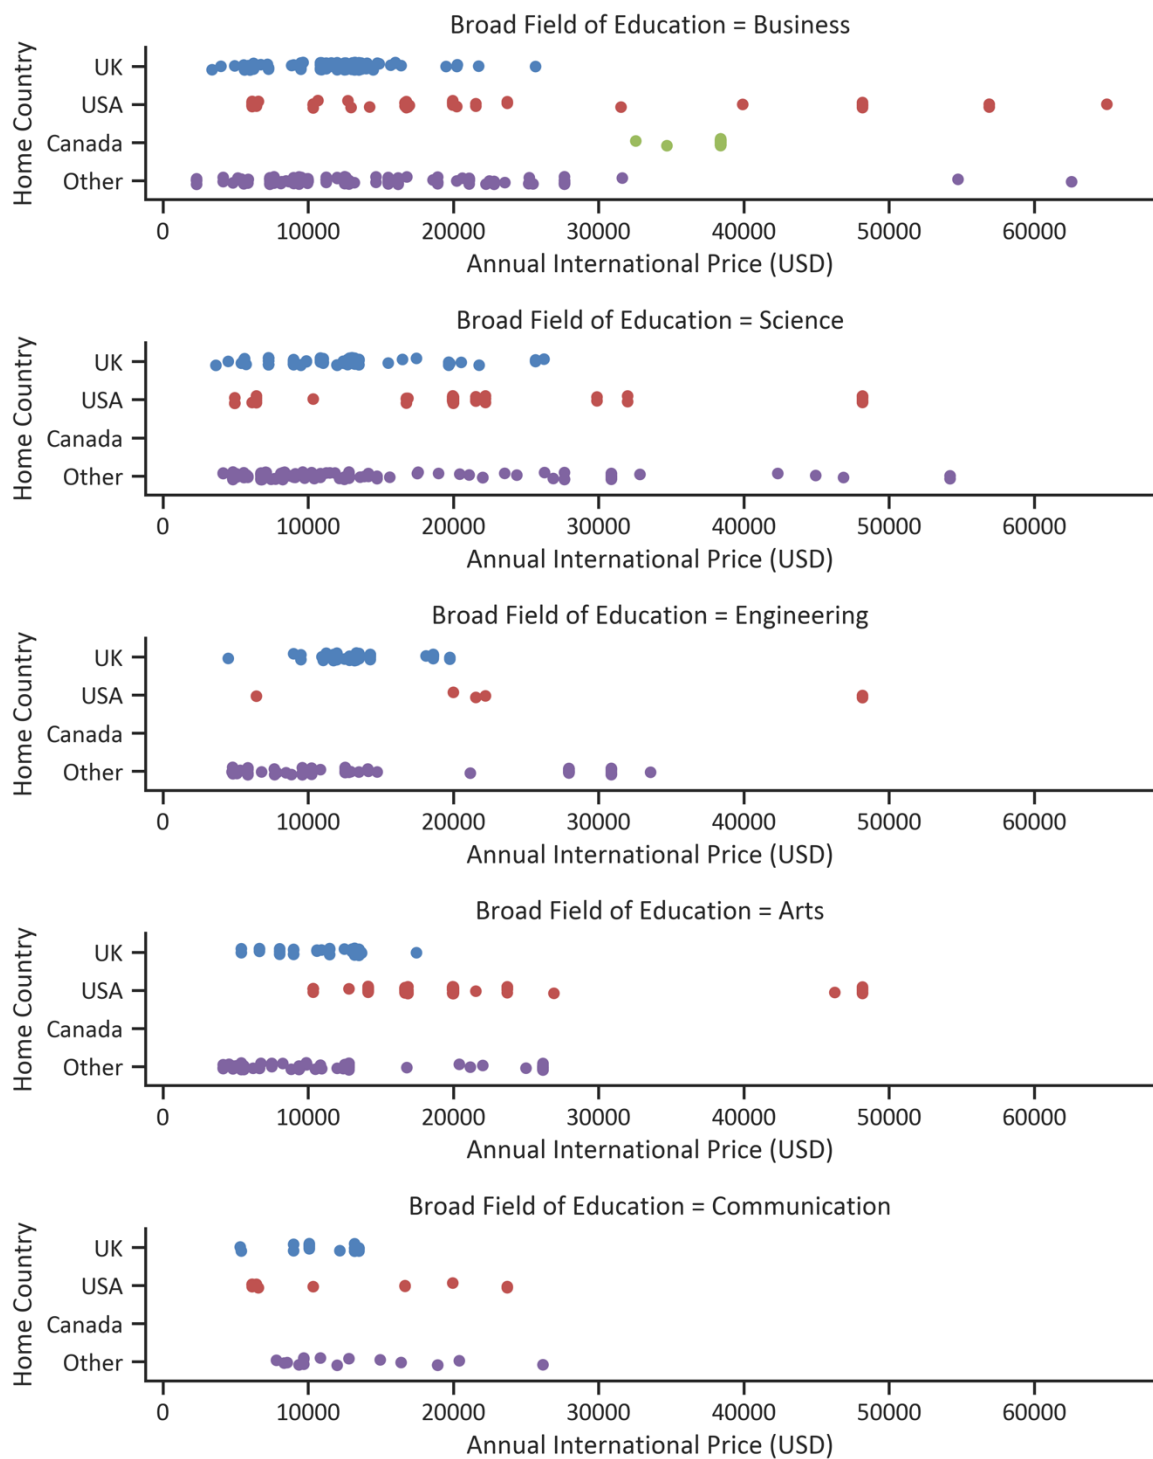 Broad Field of Education = Business
Home Country
UK
USA
Canada
Other
0 10000 20000 30000 40000 50000 60000
Annual International Price (USD)
Broad Field of Education = Science
Home Country
UK
USA
Canada
Other
0 10000 20000 30000 40000 50000 60000
Annual International Price (USD)
Broad Field of Education = Engineering
Home Country
UK
USA
Canada
Other
0 10000 20000 30000 40000 50000 60000
Annual International Price (USD)
Broad Field of Education = Arts
Home Country
UK
USA
Canada
Other
0 10000 20000 30000 40000 50000 60000
Annual International Price (USD)
Broad Field of Education = Communication
Home Country
UK
USA
Canada
Other
0 10000 20000 30000 40000 50000 60000
Annual International Price (USD)